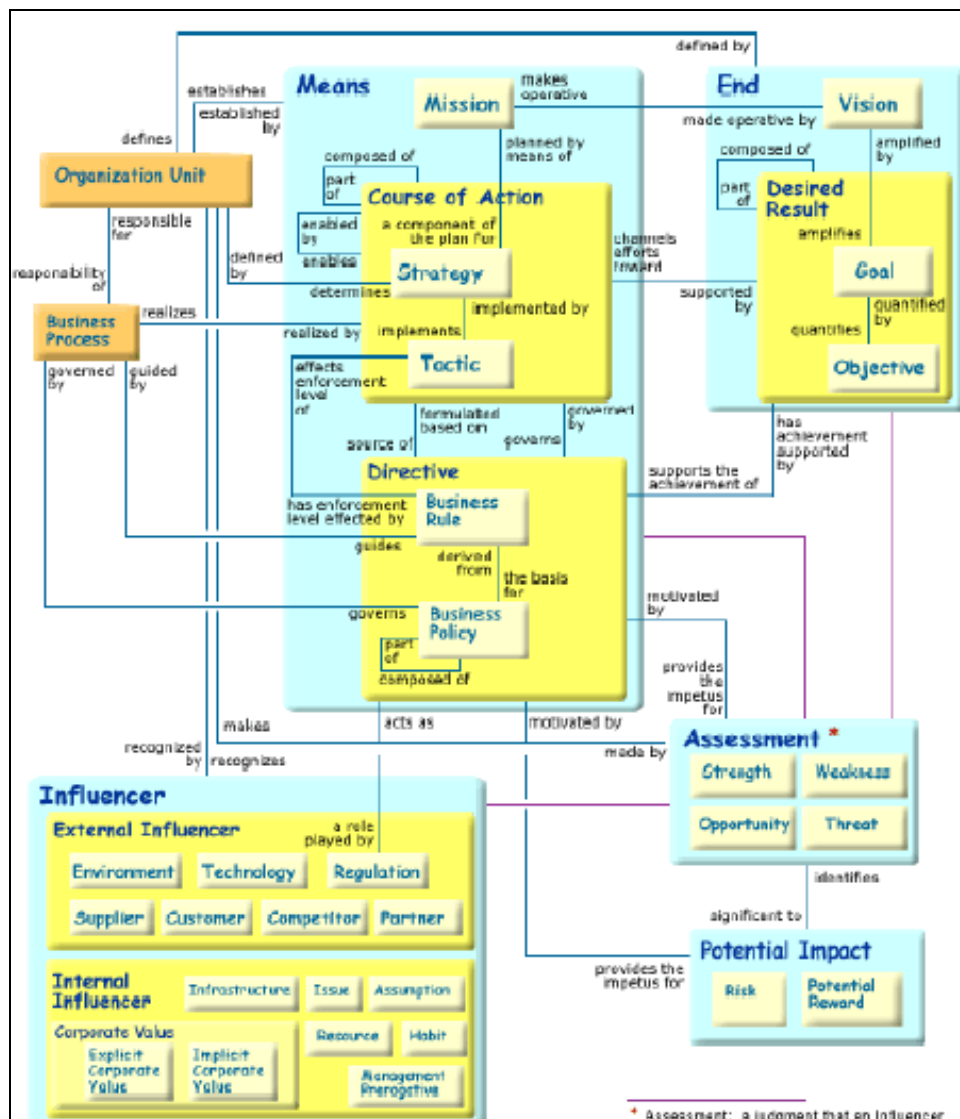 defined by
establishes
established
by
defines
Means
Mission
makes
operative
End
Vision
made operative by
planned by
means of
amplified
by
Organization Unit
composed of
part
of
composed of
part
of
Course of Action
Desired
Result
responsible
for
enabled
by
enables
a component of
the plan for
channels
efforts
toward
amplifies
defined
by
Strategy
Goal
responsibility
of
determines
supported
by
quantified
by
realizes
implemented by
quantifies
Business
Process
realized by
implements
Tactic
Objective
governed
by
guided
by
effects
enforcement
level
of
formulated
based on
source of
governed
by
governs
has
achievement
supported
by
Directive
supports the
achievement of
Business
Rule
has enforcement
level effected by
guides
derived
from
the basis
for
motivated
by
governs
Business
Policy
part
of
composed of
provides
the
impetus
for
makes
acts as
motivated by
recognized
by
recognizes
made by
Assessment *
Strength
Weakness
Opportunity
Threat
Influencer
External Influencer
a role
played by
Environment
Technology
Regulation
Supplier
Customer
Competitor
Partner
identifies
significant to
Potential Impact
provides the
impetus for
Risk
Potential
Reward
Internal
Influencer
Infrastructure
Issue
Assumption
Corporate Value
Resource
Habit
Explicit
Corporate
Value
Implicit
Corporate
Value
Management
Prerogative
* Assessment: a judgment that an Influencer